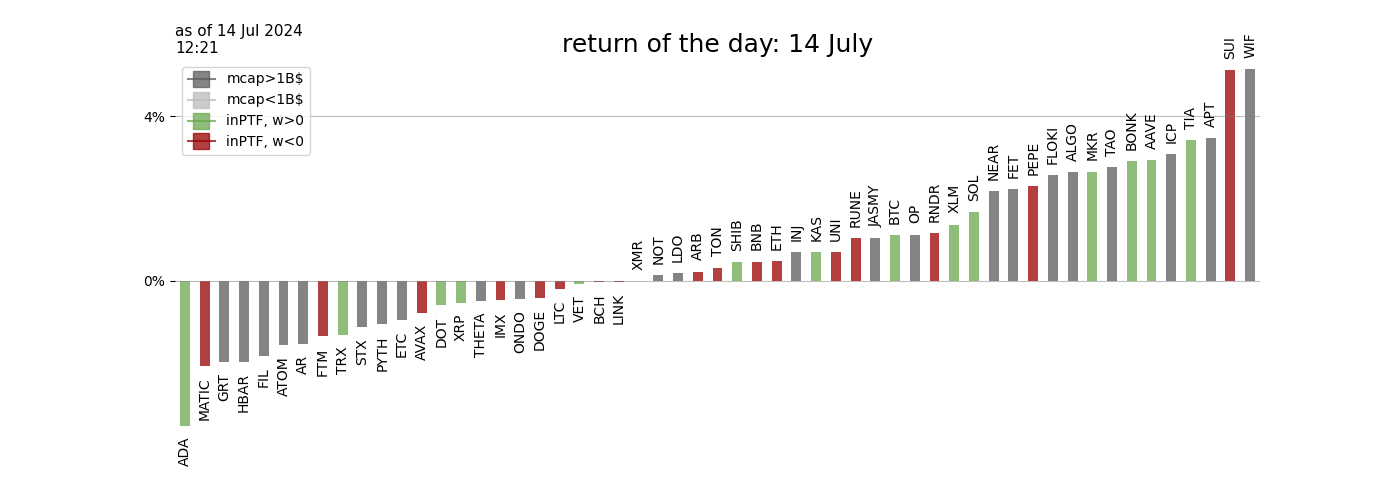 as of 14 Jul 2024
12:21
return of the day: 14 July
mcap>1B$
mcap<1B$
inPTF, w>0
inPTF, w<0
4%
0%
ADA
MATIC
GRT
HBAR
FIL
ATOM
AR
FTM
TRX
STX
PYTH
ETC
AVAX
DOT
XRP
THETA
IMX
ONDO
DOGE
LTC
VET
BCH
LINK
XMR
NOT
LDO
ARB
TON
SHIB
BNB
ETH
INJ
KAS
UNI
RUNE
JASMY
BTC
OP
RNDR
XLM
SOL
NEAR
FET
PEPE
FLOKI
ALGO
MKR
TAO
BONK
AAVE
ICP
TIA
APT
SUI
WIF